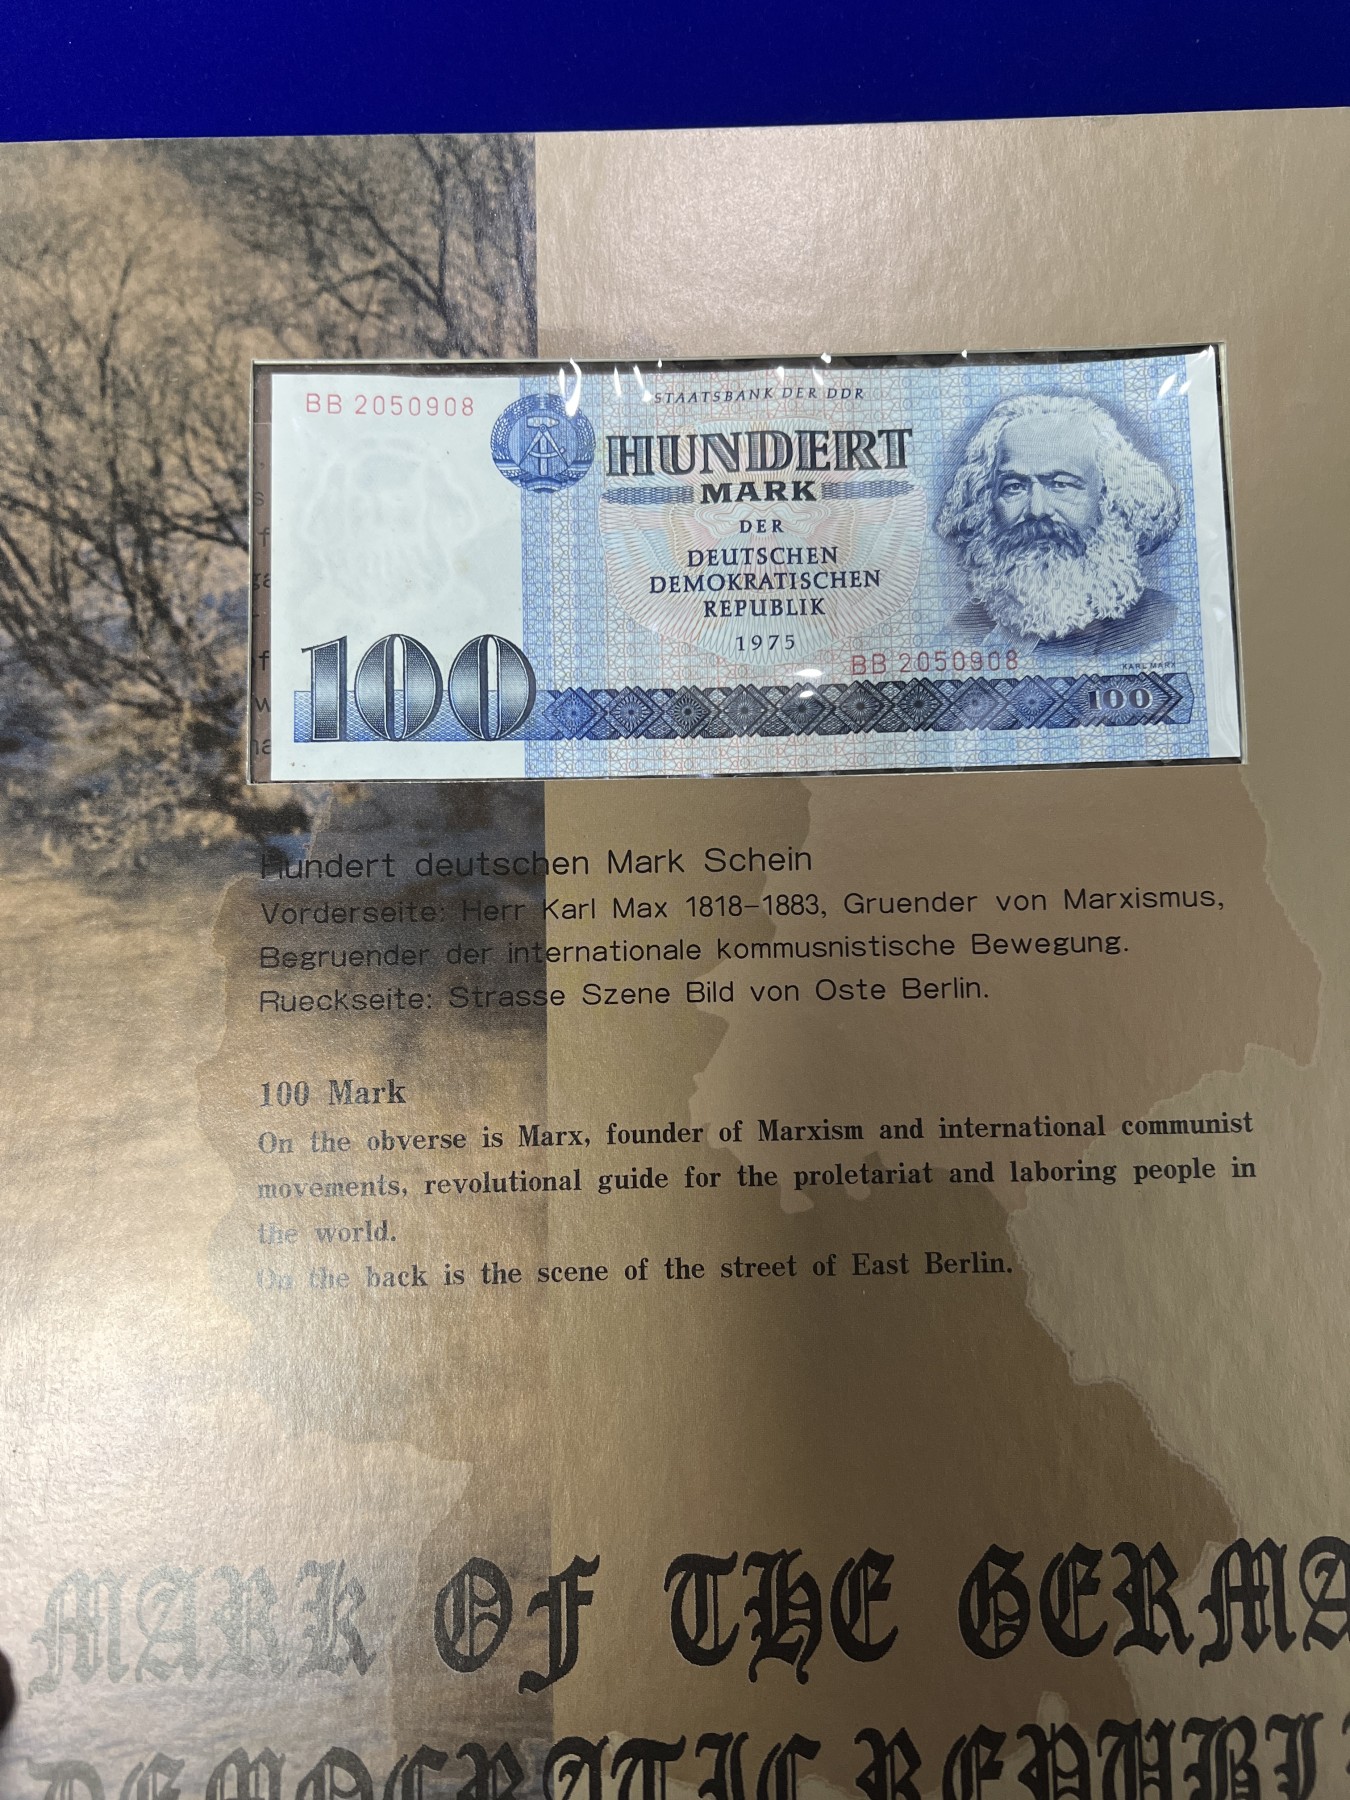 BB 2050908
STAATSBANK DER DDR
HUNDERT
MARK
DER
DEUTSCHEN
DEMOKRATISCHEN
REPUBLIK
1975
BB 2050908
KARL MARX
100
100
Hundert deutschen Mark Schein
Vorderseite: Herr Karl Max 1818-1883, Gruender von Marxismus,
Begruender der internationale kommusnistische Bewegung.
Rueckseite: Strasse Szene Bild von Oste Berlin.
100 Mark
On the obverse is Marx, founder of Marxism and international communist
movements, revolutional guide for the proletariat and laboring people in
the world.
On the back is the scene of the street of East Berlin.
MARK OF THE GERMA
DEMOCRATIC REPUBLI